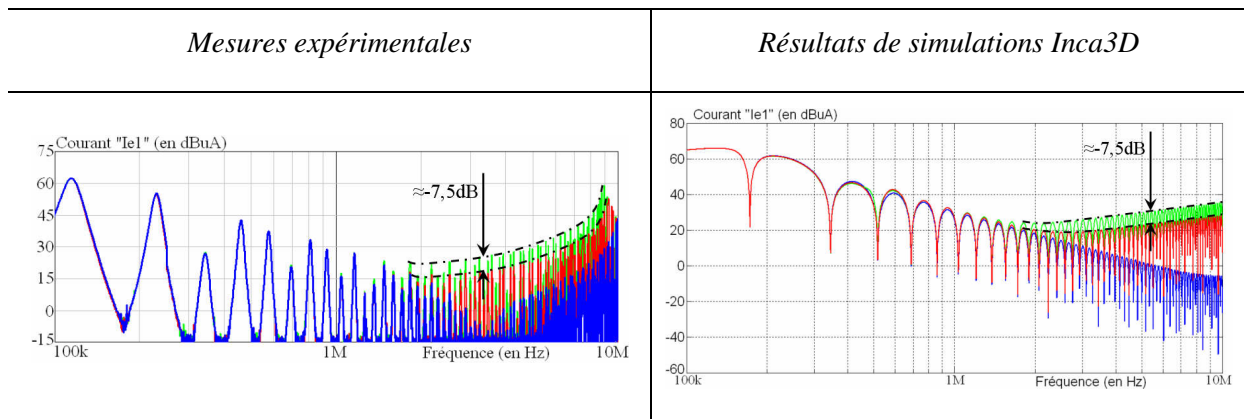 Mesures expérimentales
Résultats de simulations Inca3D
Courant "Ie1" (en dBuA)
75
60
45
30
15
0
-15
≈-7,5dB
100k
1M
Fréquence (en Hz)
10M
Courant "Ie1" (en dBuA)
80
60
40
20
0
-20
-40
-60
≈-7,5dB
100k
1M
Fréquence (en Hz)
10M